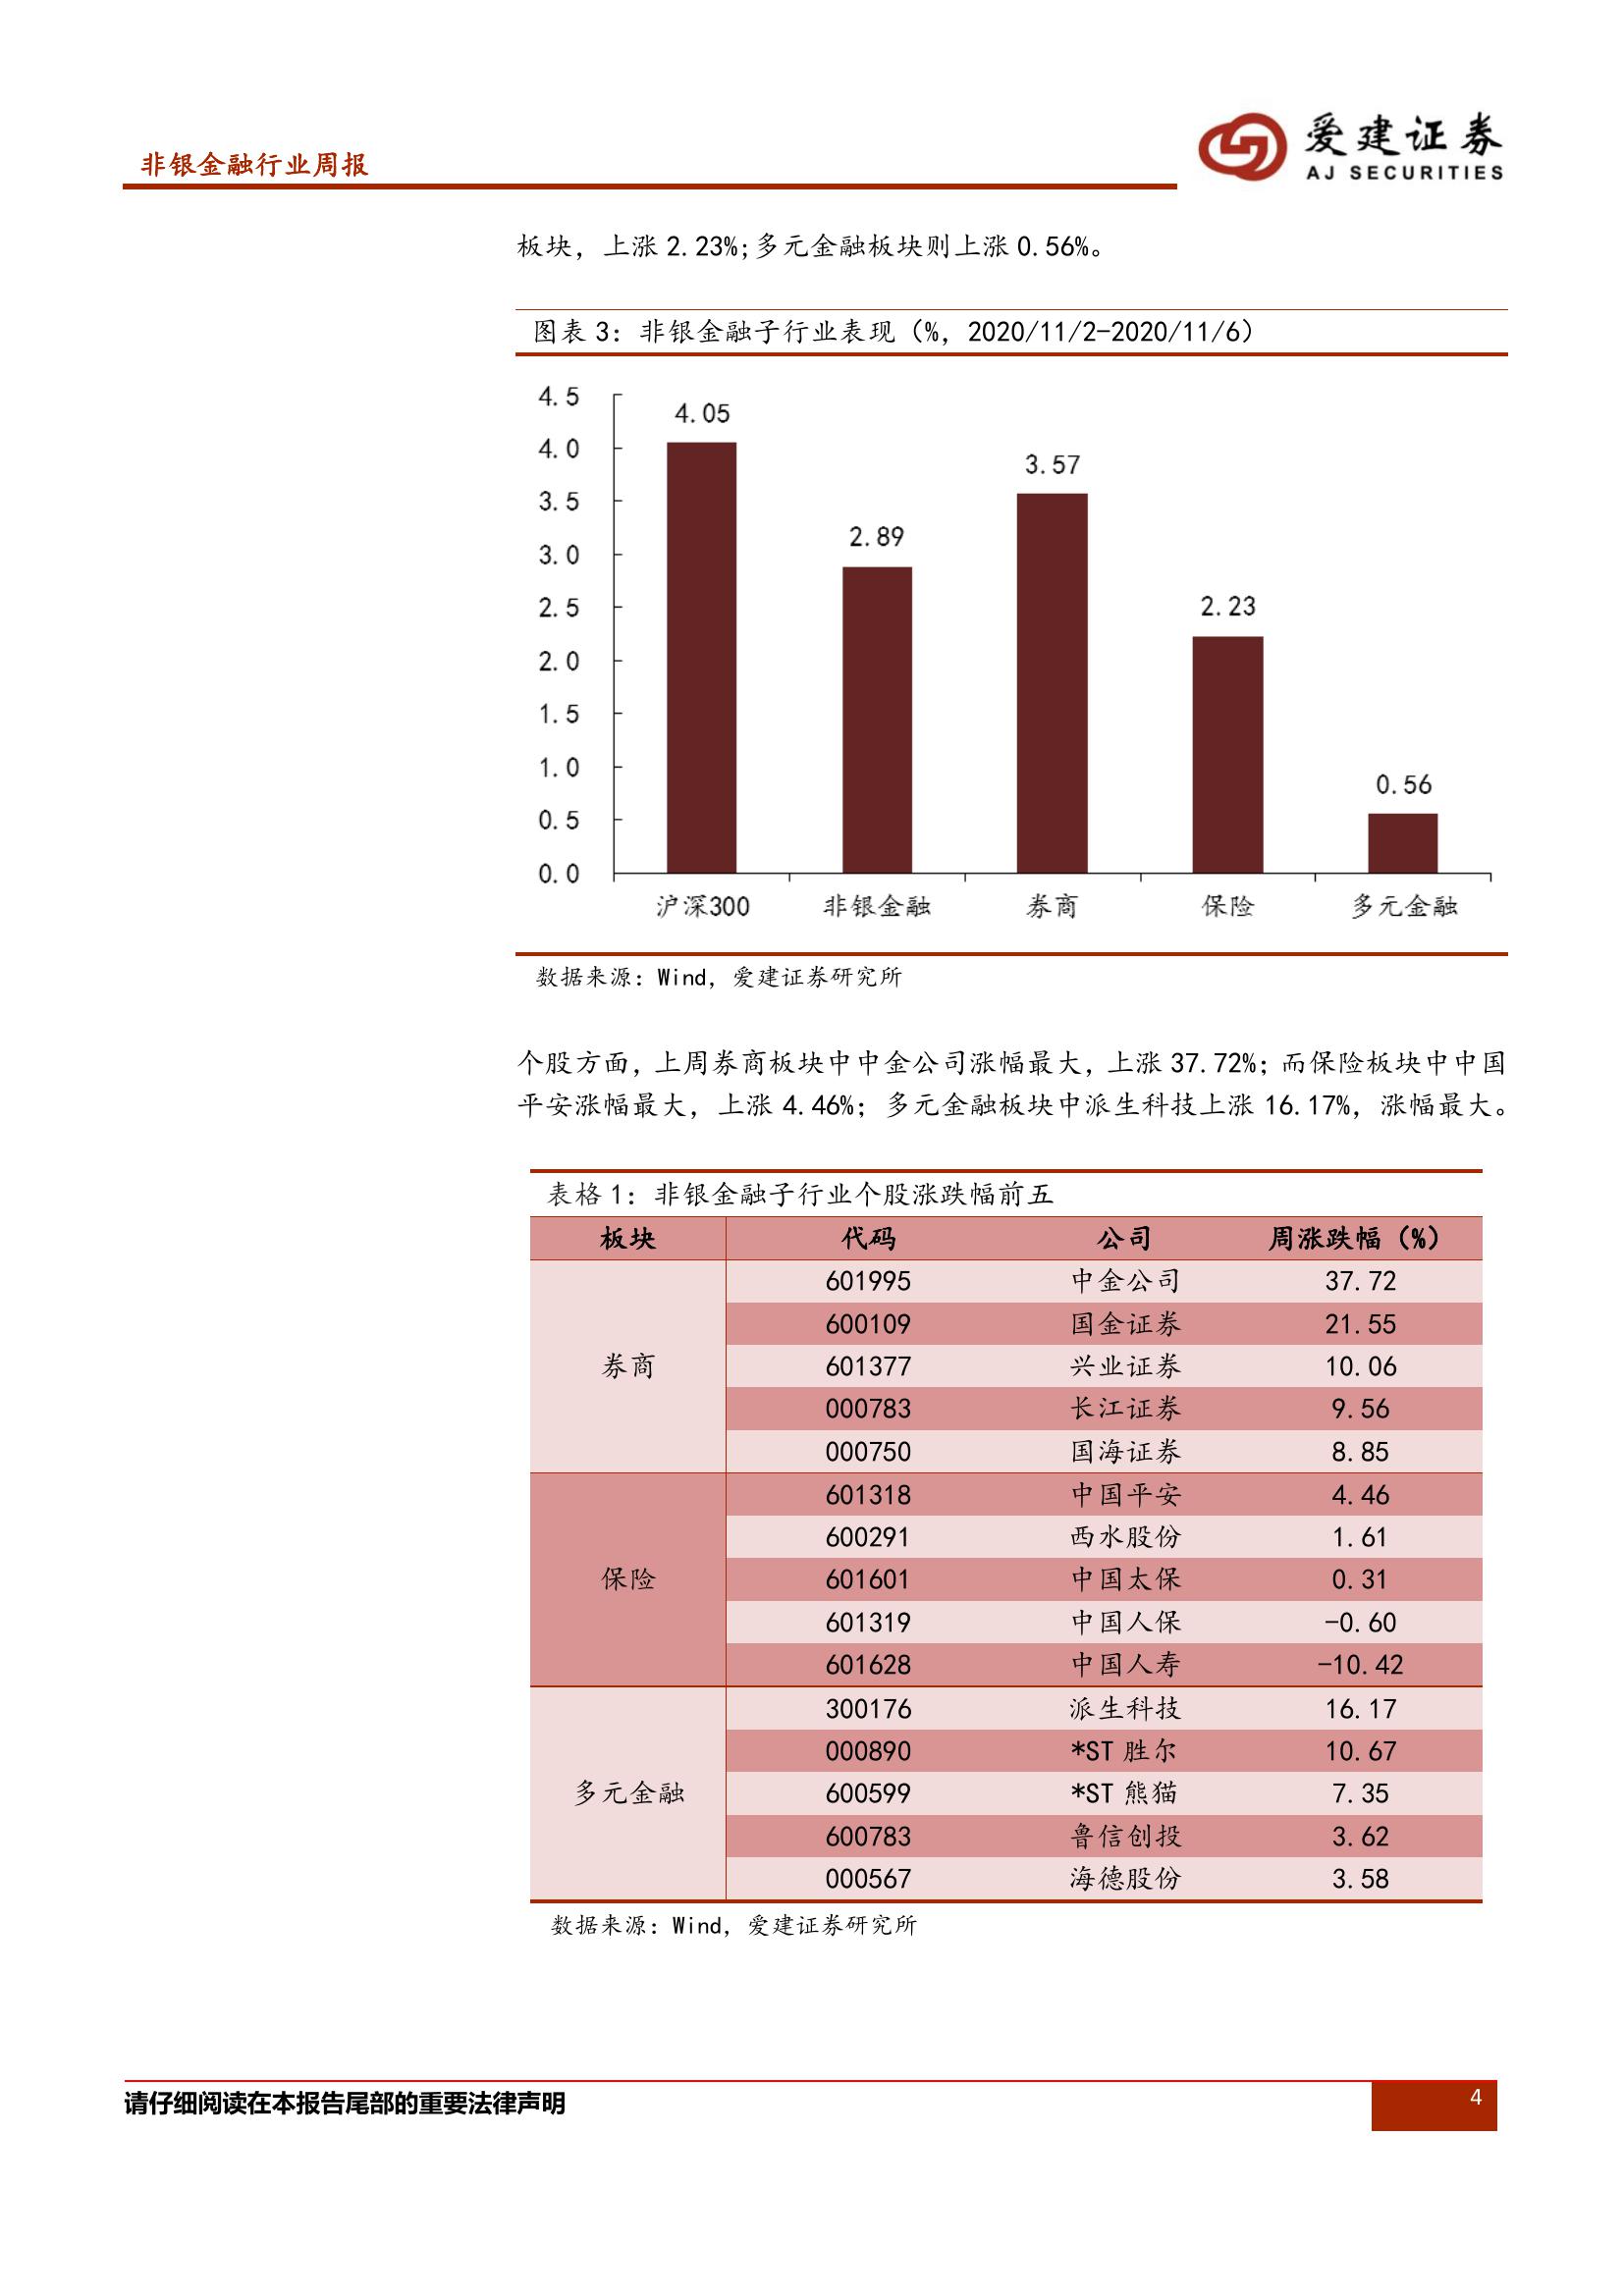 非银金融行业周报
爱建证券
AJ SECURITIES
板块，上涨 2.23%;多元金融板块则上涨 0.56%。
图表 3：非银金融子行业表现（%，2020/11/2-2020/11/6）
4.5
4.0
3.5
3.0
2.5
2.0
1.5
1.0
0.5
0.0
4.05
2.89
3.57
2.23
0.56
沪深300 非银金融 券商 保险 多元金融
数据来源：Wind，爱建证券研究所
个股方面，上周券商板块中中金公司涨幅最大，上涨 37.72%；而保险板块中中国
平安涨幅最大，上涨 4.46%；多元金融板块中派生科技上涨 16.17%，涨幅最大。
表格 1：非银金融子行业个股涨跌幅前五
板块 代码 公司 周涨跌幅（%）
券商
601995 中金公司 37.72
600109 国金证券 21.55
601377 兴业证券 10.06
000783 长江证券 9.56
000750 国海证券 8.85
保险
601318 中国平安 4.46
600291 西水股份 1.61
601601 中国太保 0.31
601319 中国人保 -0.60
601628 中国人寿 -10.42
多元金融
300176 派生科技 16.17
000890 *ST 胜尔 10.67
600599 *ST 熊猫 7.35
600783 鲁信创投 3.62
000567 海德股份 3.58
数据来源：Wind，爱建证券研究所
请仔细阅读在本报告尾部的重要法律声明
4